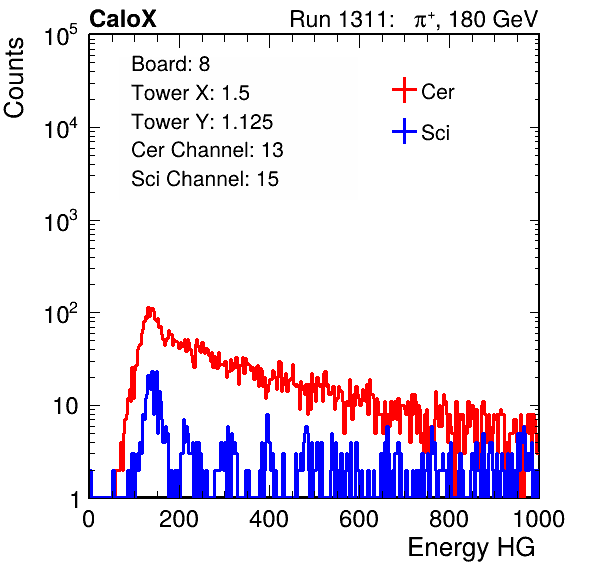 CaloX Run 1311: π⁺, 180 GeV
Counts
10⁵
10⁴
10³
10²
10
1
Board: 8
Tower X: 1.5
Tower Y: 1.125
Cer Channel: 13
Sci Channel: 15
Cer
Sci
0 200 400 600 800 1000
Energy HG